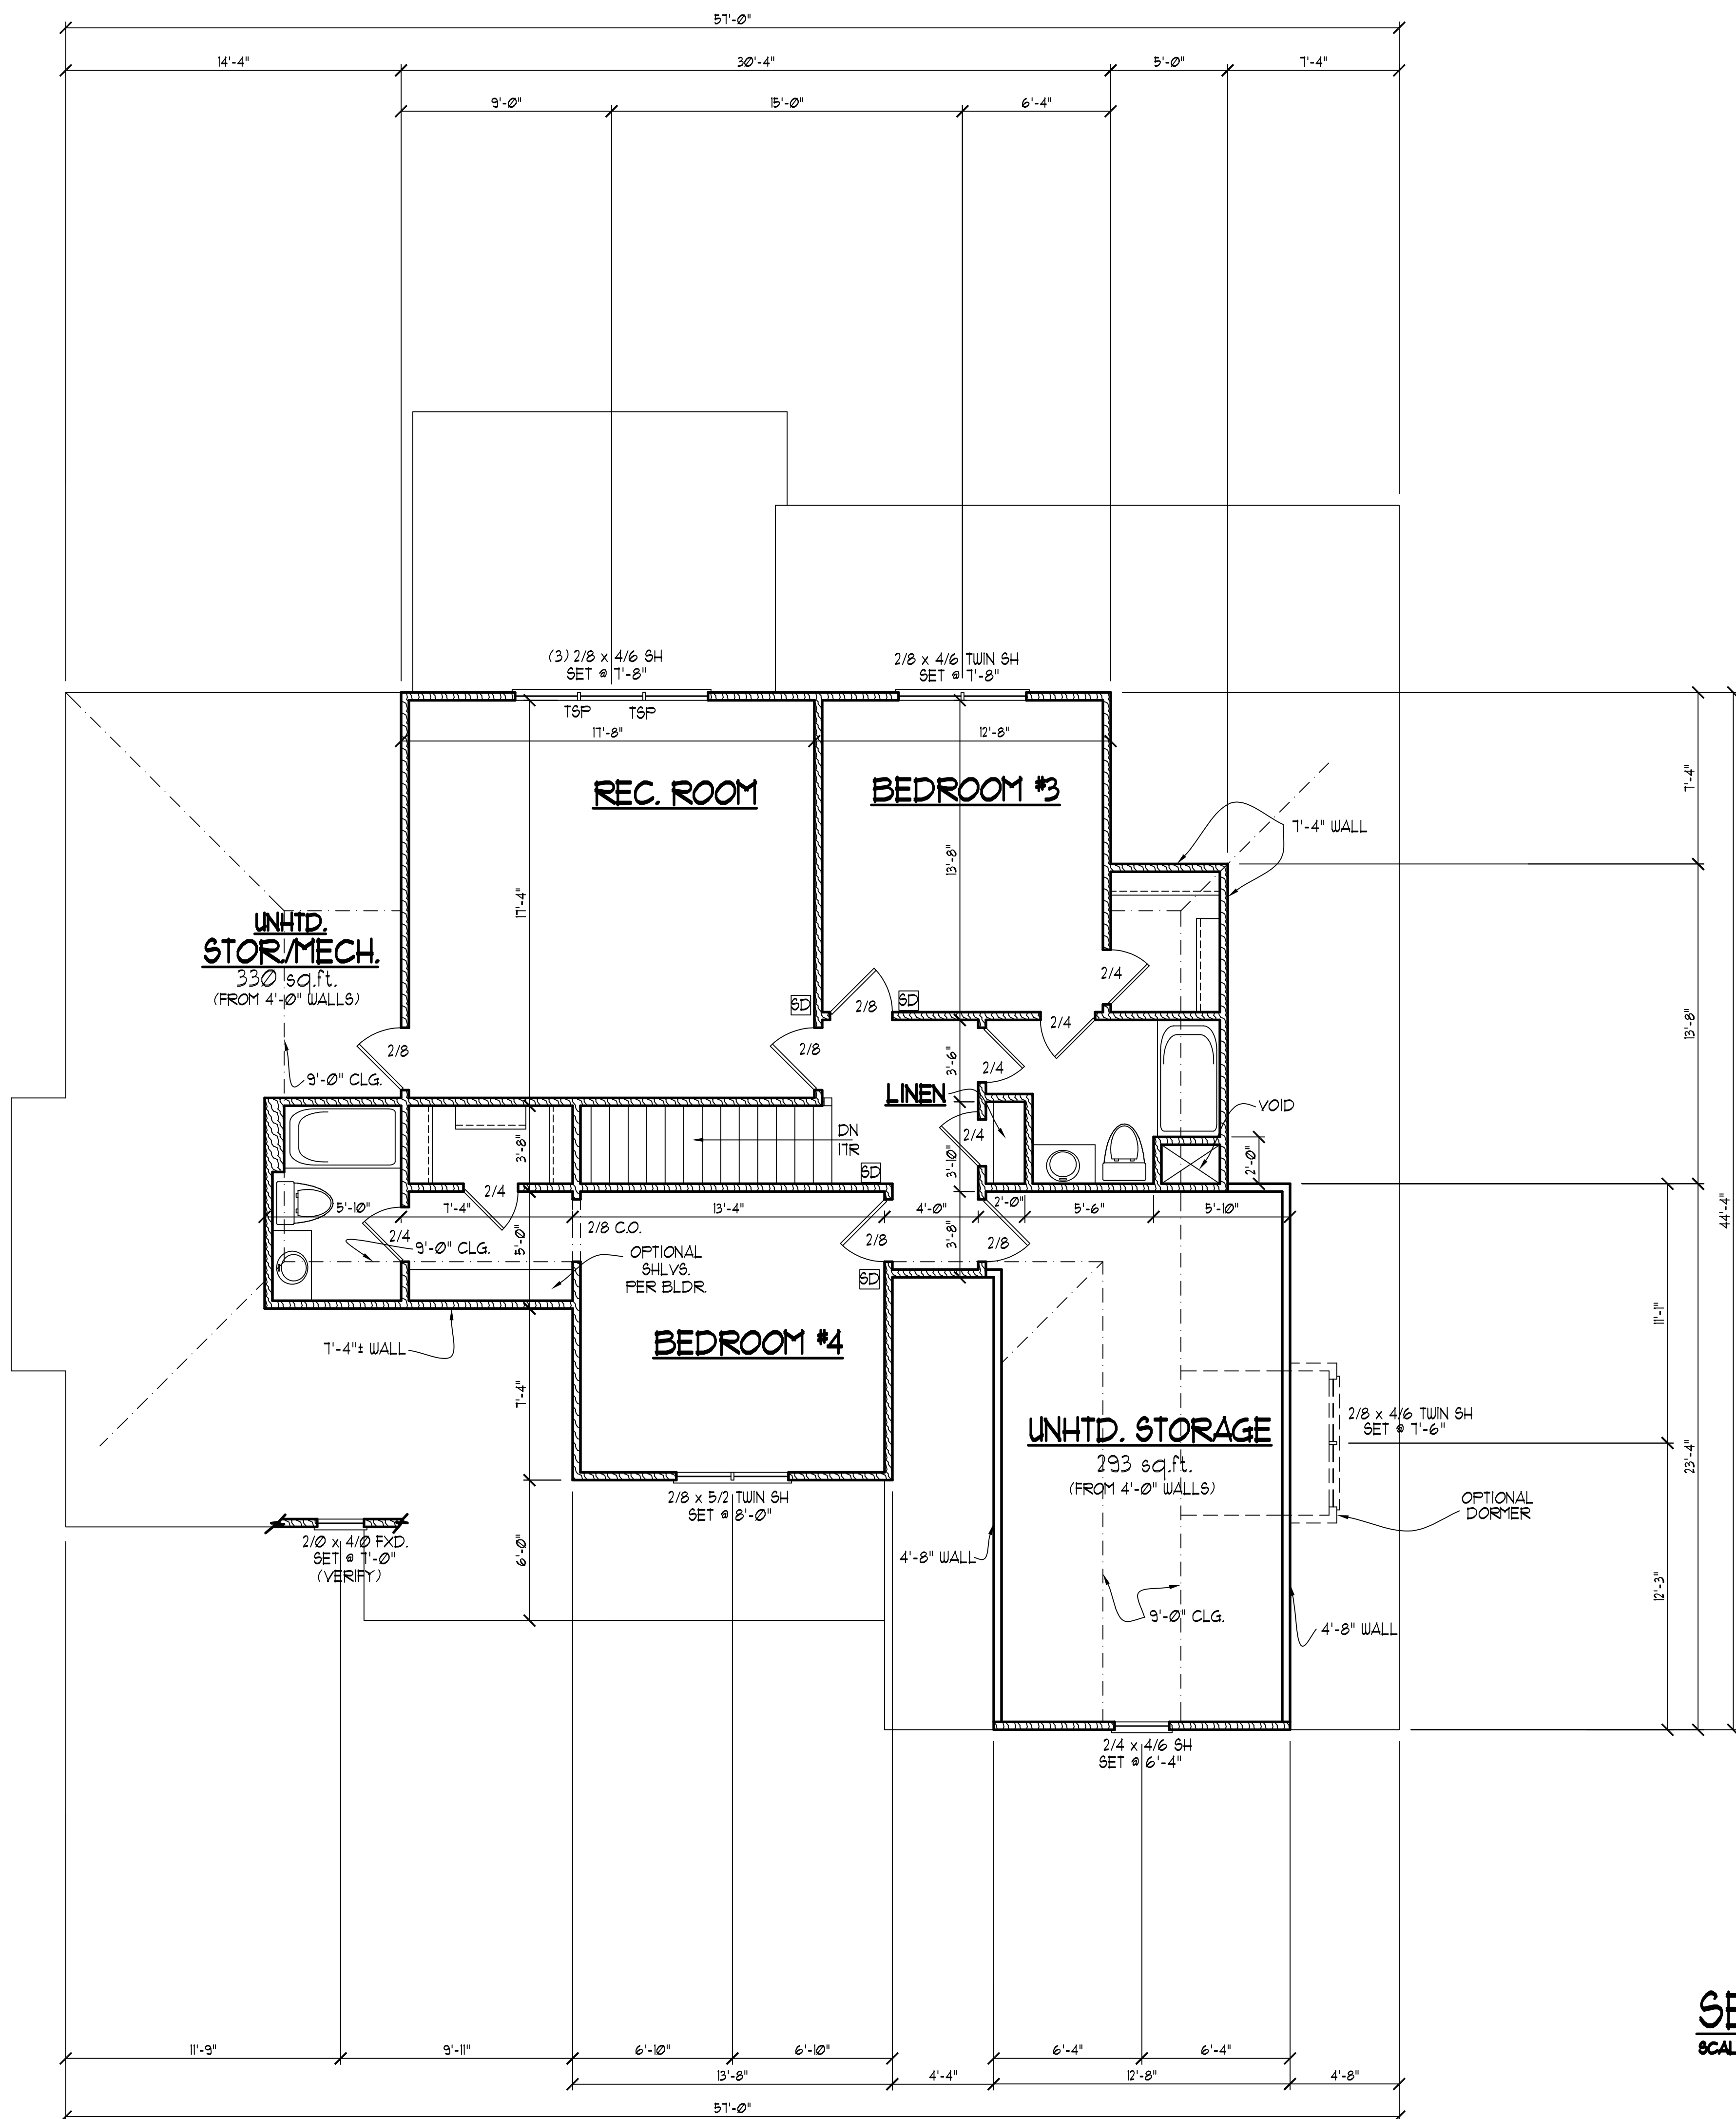 57'-0"
14'-4"
30'-4"
5'-0"
7'-4"
9'-0"
15'-0"
6'-4"
(3) 2/8 x 4/6 SH
SET @ 7'-8"
2/8 x 4/6 TWIN SH
SET @ 7'-8"
TSP
TSP
17'-8"
12'-8"
REC. ROOM
BEDROOM #3
7'-4"
7'-4" WALL
13'-8"
17'-4"
UNHTD.
STOR./MECH.
330 sq.ft.
(FROM 4'-0" WALLS)
2/4
SD
SD
2/8
2/4
2/8
2/8
13'-8"
9'-0" CLG.
3'-6"
2/4
LINEN
VOID
DN
17R
2/4
3'-8"
3'-10"
2'-0"
SD
2/4
44'-4"
5'-10"
7'-4"
13'-4"
4'-0"
2'-0"
5'-6"
5'-10"
2/8 C.O.
2/4
9'-0" CLG.
5'-0"
2/8
3'-8"
2/8
OPTIONAL
SHLVS.
PER BLDR.
SD
11'-1"
7'-4"± WALL
BEDROOM #4
7'-4"
2/8 x 4/6 TWIN SH
SET @ 7'-6"
UNHTD. STORAGE
293 sq.ft.
(FROM 4'-0" WALLS)
23'-4"
2/8 x 5/2 TWIN SH
SET @ 8'-0"
OPTIONAL
DORMER
2/0 x 4/0 FXD.
SET @ 7'-0"
(VERIFY)
6'-0"
4'-8" WALL
12'-3"
9'-0" CLG.
4'-8" WALL
2/4 x 4/6 SH
SET @ 6'-4"
SE
SCAL
11'-9"
9'-11"
6'-10"
6'-10"
6'-4"
6'-4"
13'-8"
4'-4"
12'-8"
4'-8"
57'-0"